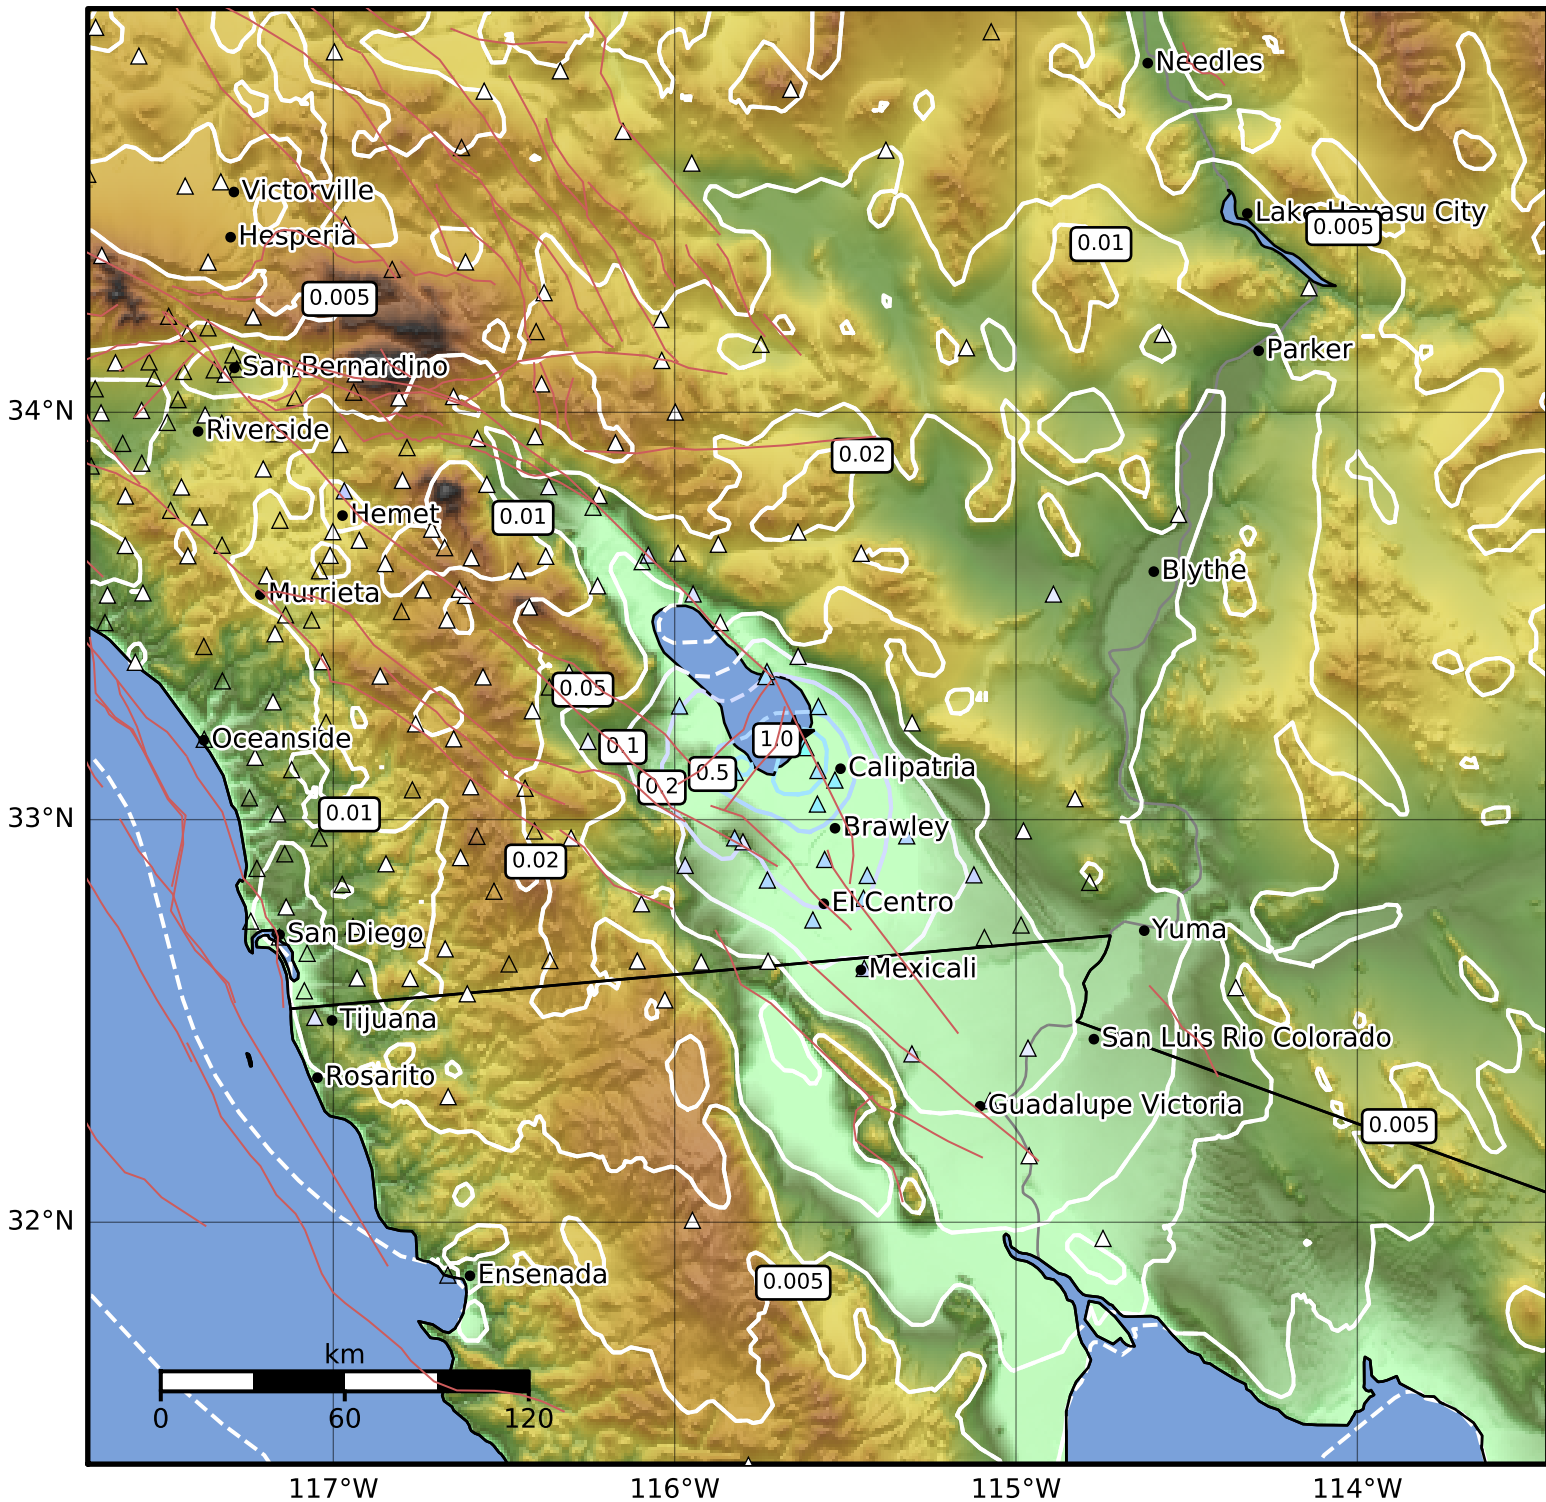 Needles
Victorville
Lake Havasu City
0.005
Hesperia
0.01
0.005
Parker
San Bernardino
34°N
Riverside
0.02
Hemet
0.01
Blythe
Murrieta
0.05
Oceanside
0.1
1.0
0.2
0.5
Calipatria
33°N
0.01
Brawley
0.02
El Centro
San Diego
Yuma
Mexicali
Tijuana
San Luis Rio Colorado
Rosarito
Guadalupe Victoria
0.005
32°N
Ensenada
0.005
km
0 60 120
117°W 116°W 115°W 114°W